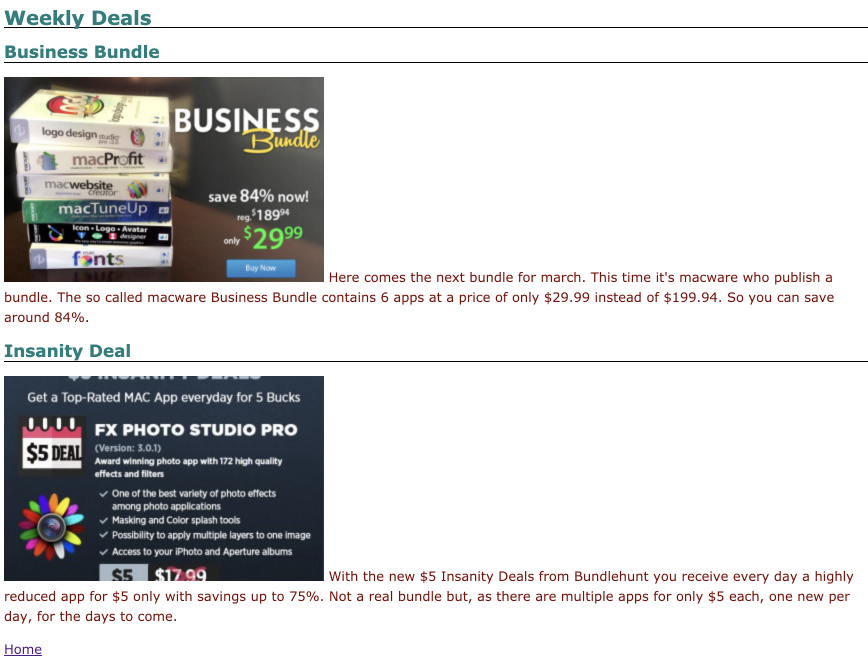 Weekly Deals
Business Bundle
logo design studio
macProfit
macwebsite
creator
macTuneUp
Icon • Logo • Avatar
designer
fonts
BUSINESS
Bundle
save 84% now!
reg. $18994
only $2999
Buy Now
Here comes the next bundle for march. This time it's macware who publish a
bundle. The so called macware Business Bundle contains 6 apps at a price of only $29.99 instead of $199.94. So you can save
around 84%.
Insanity Deal
$5 INSANITY DEALS
Get a Top-Rated MAC App everyday for 5 Bucks
$5 DEAL
FX PHOTO STUDIO PRO
(Version: 3.0.1)
Award winning photo app with 172 high quality
effects and filters
✓ One of the best variety of photo effects
among photo applications
✓ Masking and Color splash tools
✓ Possibility to apply multiple layers to one image
✓ Access to your iPhoto and Aperture albums
$5 $17.99
With the new $5 Insanity Deals from Bundlehunt you receive every day a highly
reduced app for $5 only with savings up to 75%. Not a real bundle but, as there are multiple apps for only $5 each, one new per
day, for the days to come.
Home